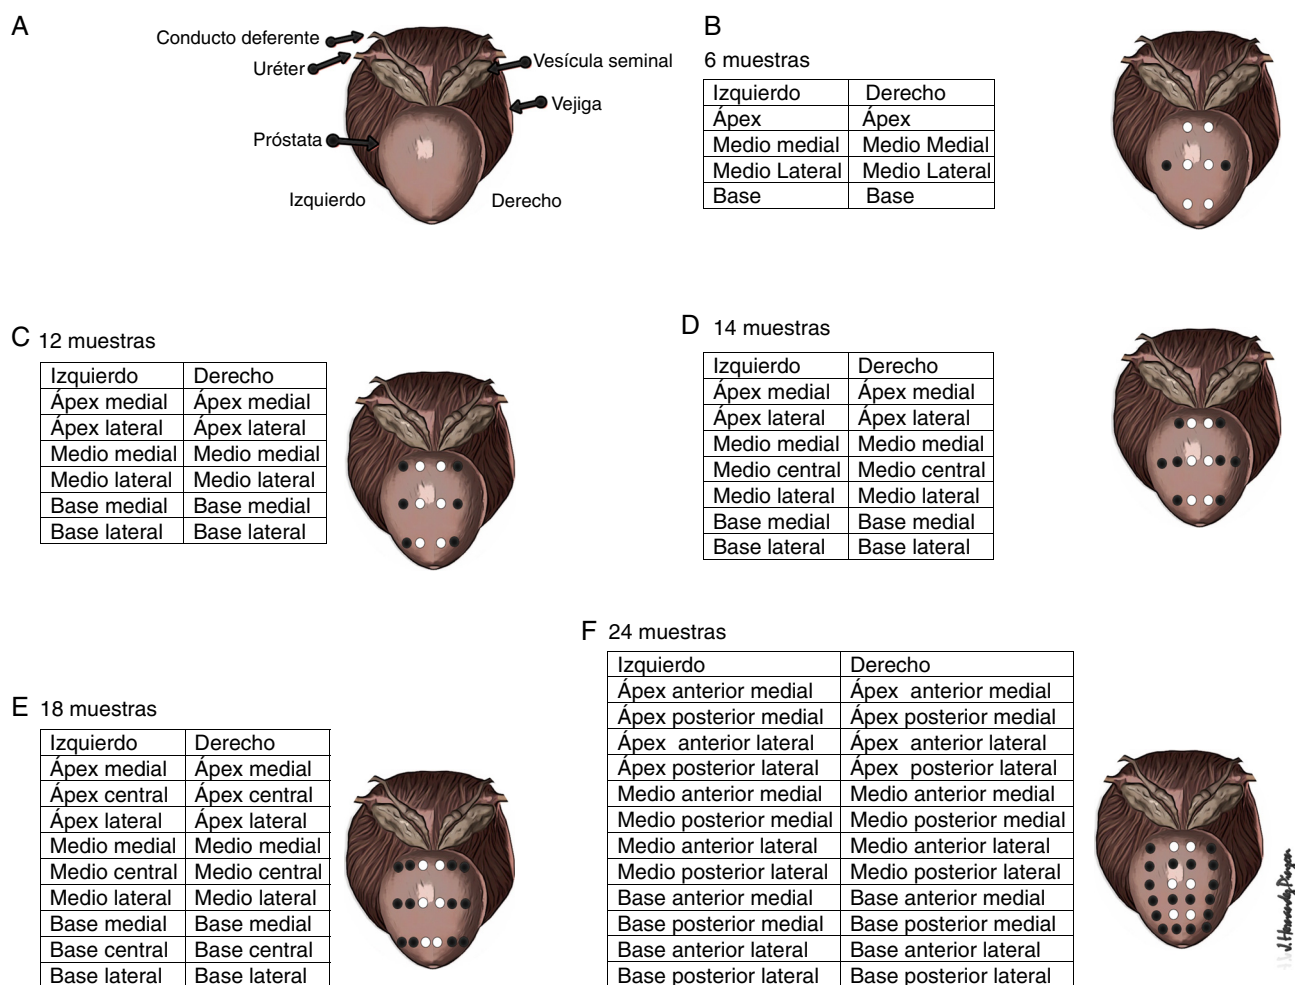 A
Conducto deferente
Uréter
Vesícula seminal
Vejiga
Próstata
Izquierdo Derecho
B
6 muestras
Izquierdo Derecho
Ápex Ápex
Medio medial Medio Medial
Medio Lateral Medio Lateral
Base Base
C 12 muestras
Izquierdo Derecho
Ápex medial Ápex medial
Ápex lateral Ápex lateral
Medio medial Medio medial
Medio lateral Medio lateral
Base medial Base medial
Base lateral Base lateral
D 14 muestras
Izquierdo Derecho
Ápex medial Ápex medial
Ápex lateral Ápex lateral
Medio medial Medio medial
Medio central Medio central
Medio lateral Medio lateral
Base medial Base medial
Base lateral Base lateral
E 18 muestras
Izquierdo Derecho
Ápex medial Ápex medial
Ápex central Ápex central
Ápex lateral Ápex lateral
Medio medial Medio medial
Medio central Medio central
Medio lateral Medio lateral
Base medial Base medial
Base central Base central
Base lateral Base lateral
F 24 muestras
Izquierdo Derecho
Ápex anterior medial Ápex anterior medial
Ápex posterior medial Ápex posterior medial
Ápex anterior lateral Ápex anterior lateral
Ápex posterior lateral Ápex posterior lateral
Medio anterior medial Medio anterior medial
Medio posterior medial Medio posterior medial
Medio anterior lateral Medio anterior lateral
Medio posterior lateral Medio posterior lateral
Base anterior medial Base anterior medial
Base posterior medial Base posterior medial
Base anterior lateral Base anterior lateral
Base posterior lateral Base posterior lateral